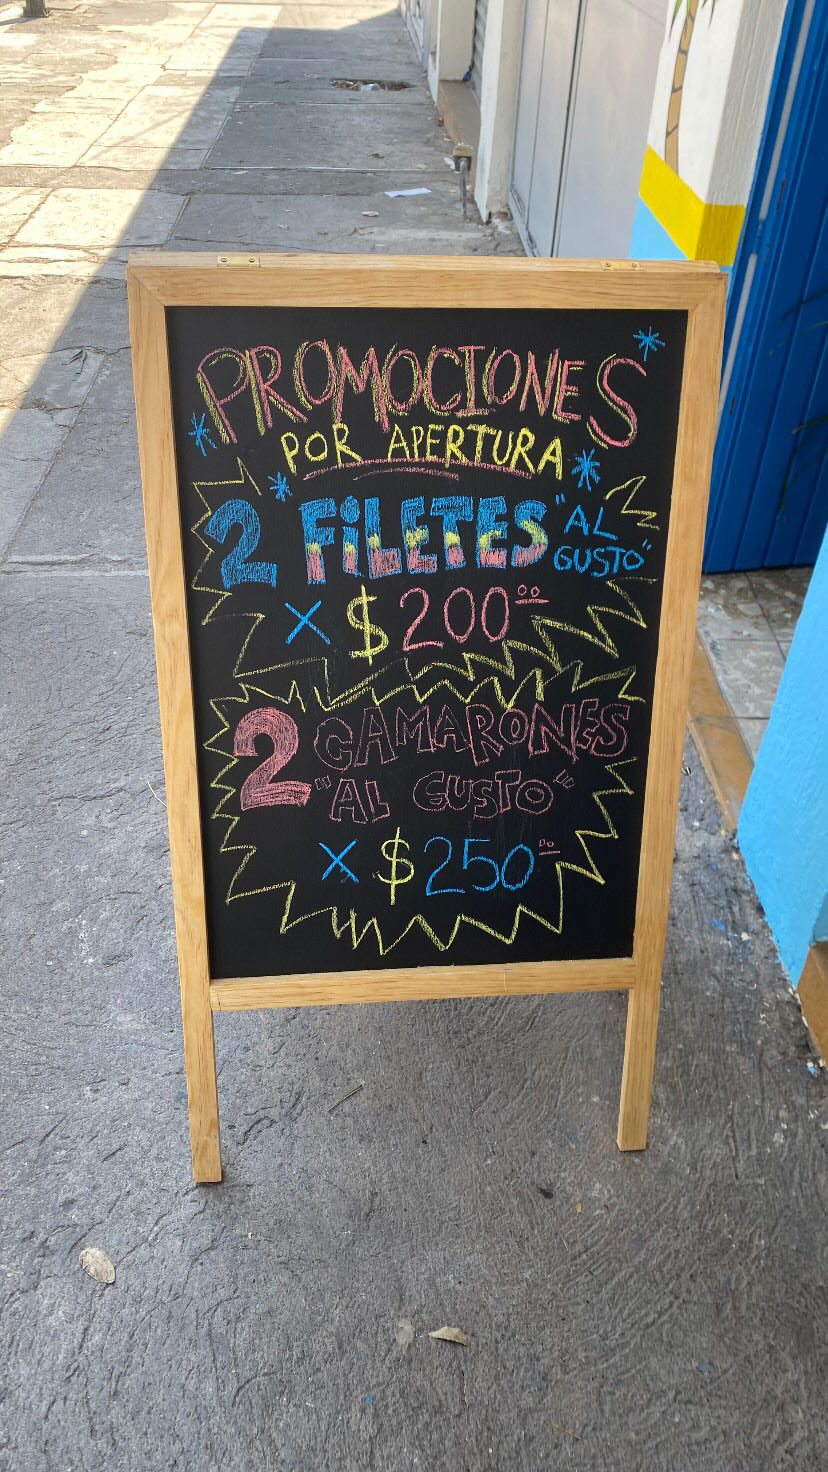 PROMOCIONES
POR APERTURA
2 FiLETES "AL GUSTO"
X $200.00
2 CAMARONES
"AL GUSTO"
X $250.00